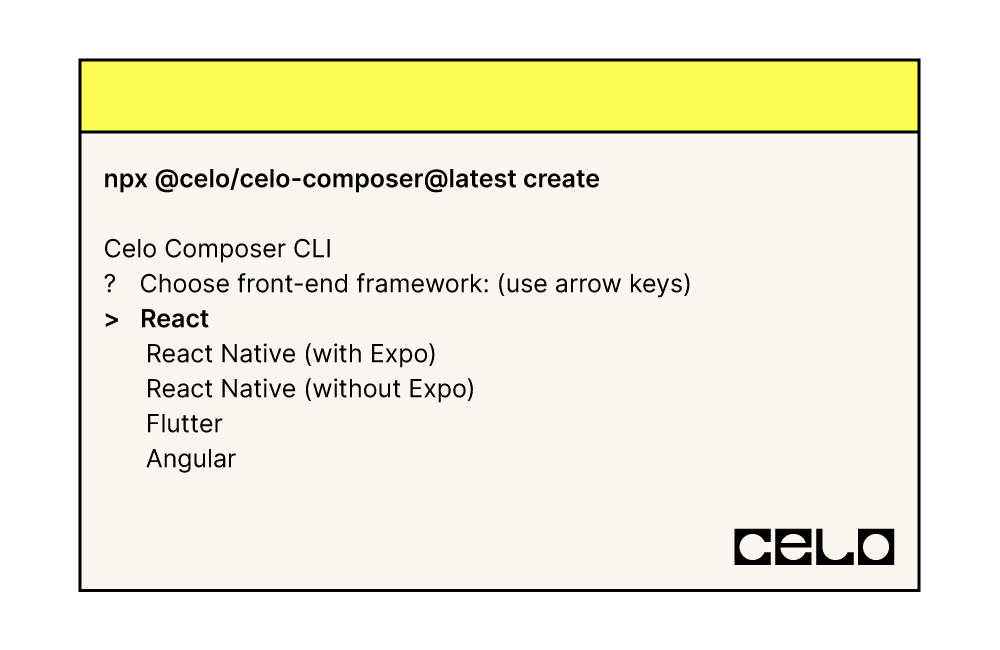 npx @celo/celo-composer@latest create
Celo Composer CLI
? Choose front-end framework: (use arrow keys)
> React
React Native (with Expo)
React Native (without Expo)
Flutter
Angular
CELO